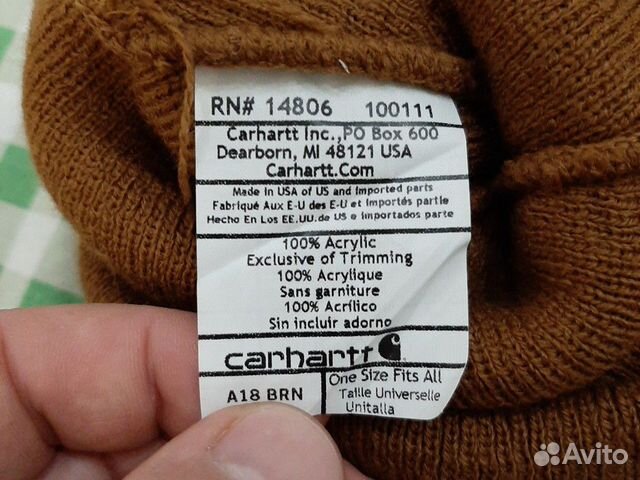 RN# 14806 100111
Carhartt Inc.,PO Box 600
Dearborn, MI 48121 USA
Carhartt.Com
Made In USA of US and Imported parts
Fabriqué Aux E-U des E-U et Importés partie
Hecho En Los EE.UU. de US e importados parte
100% Acrylic
Exclusive of Trimming
100% Acrylique
Sans garniture
100% Acrílico
Sin incluir adorno
carhartt
A18 BRN
One Size Fits All
Taille Universelle
Unitalla
Avito